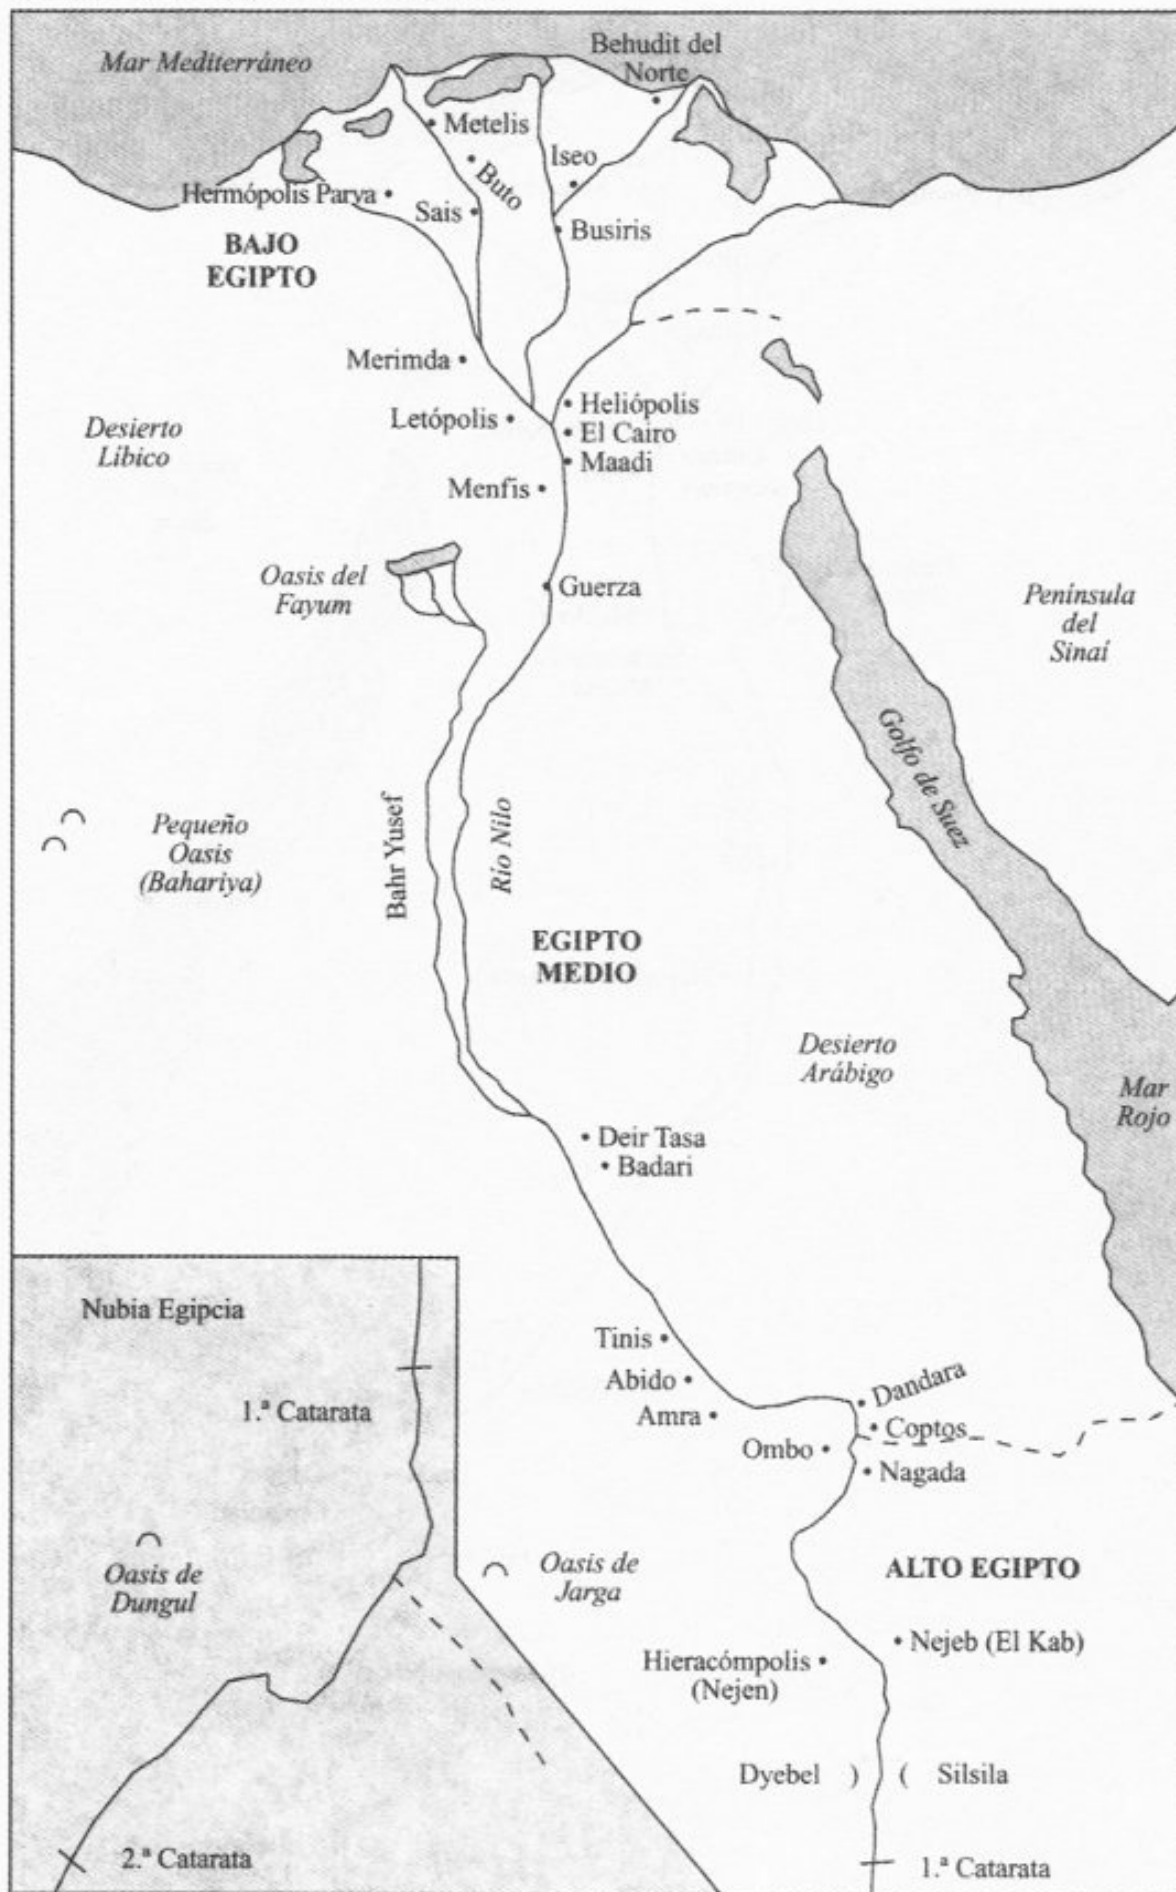 Mar Mediterráneo
Behudit del
Norte
Metelis
Buto
Iseo
Hermópolis Parva
Sais
Busiris
BAJO
EGIPTO
Merimda
Letópolis
Heliópolis
El Cairo
Maadi
Menfis
Desierto
Líbico
Oasis del
Fayum
Guerza
Península
del
Sinaí
Golfo de Suez
Pequeño
Oasis
(Bahariya)
Bahr Yusef
Río Nilo
EGIPTO
MEDIO
Desierto
Arábigo
Mar
Rojo
Deir Tasa
Badari
Tinis
Abido
Amra
Dandara
Coptos
Ombo
Nagada
Nubia Egipcia
1.ª Catarata
Oasis de
Dungul
2.ª Catarata
Oasis de
Jarga
ALTO EGIPTO
Nejeb (El Kab)
Hieracómpolis
(Nejen)
Dyebel ) ( Silsila
1.ª Catarata